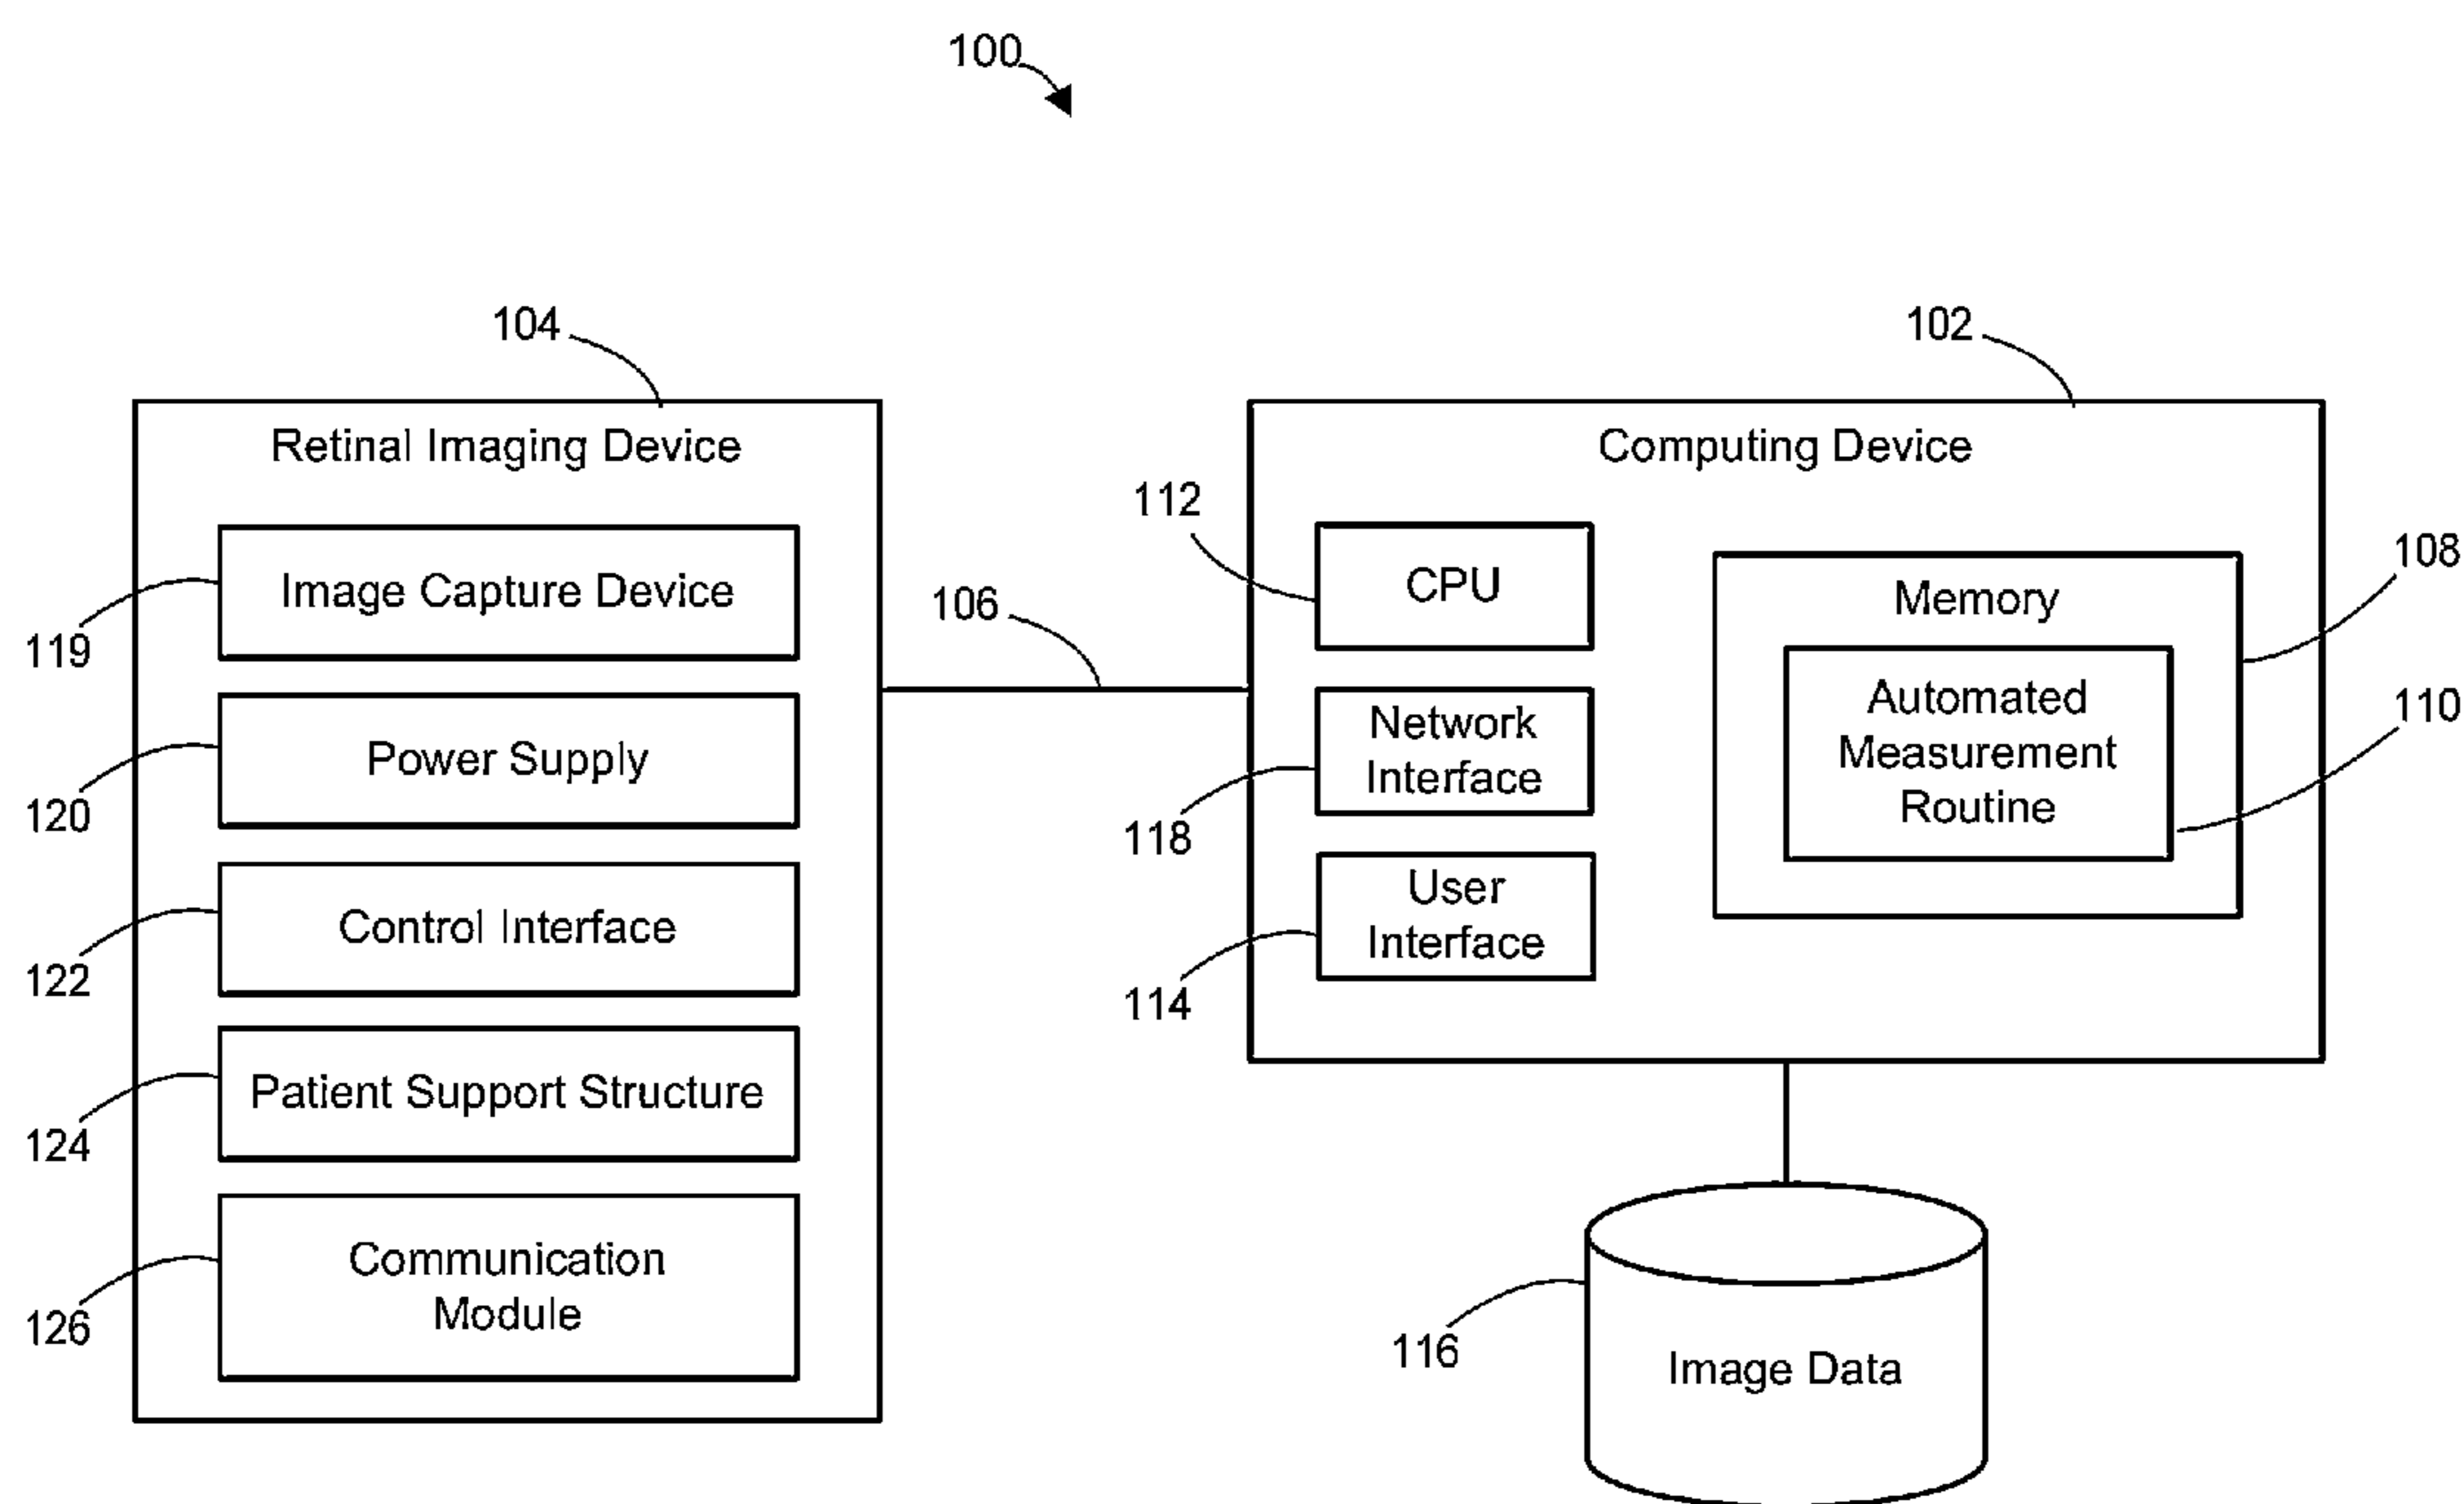 100
104
Retinal Imaging Device
Image Capture Device
119
Power Supply
120
Control Interface
122
Patient Support Structure
124
Communication
Module
126
106
102
Computing Device
112
CPU
Network
Interface
118
User
Interface
114
Memory
108
Automated
Measurement
Routine
110
116
Image Data